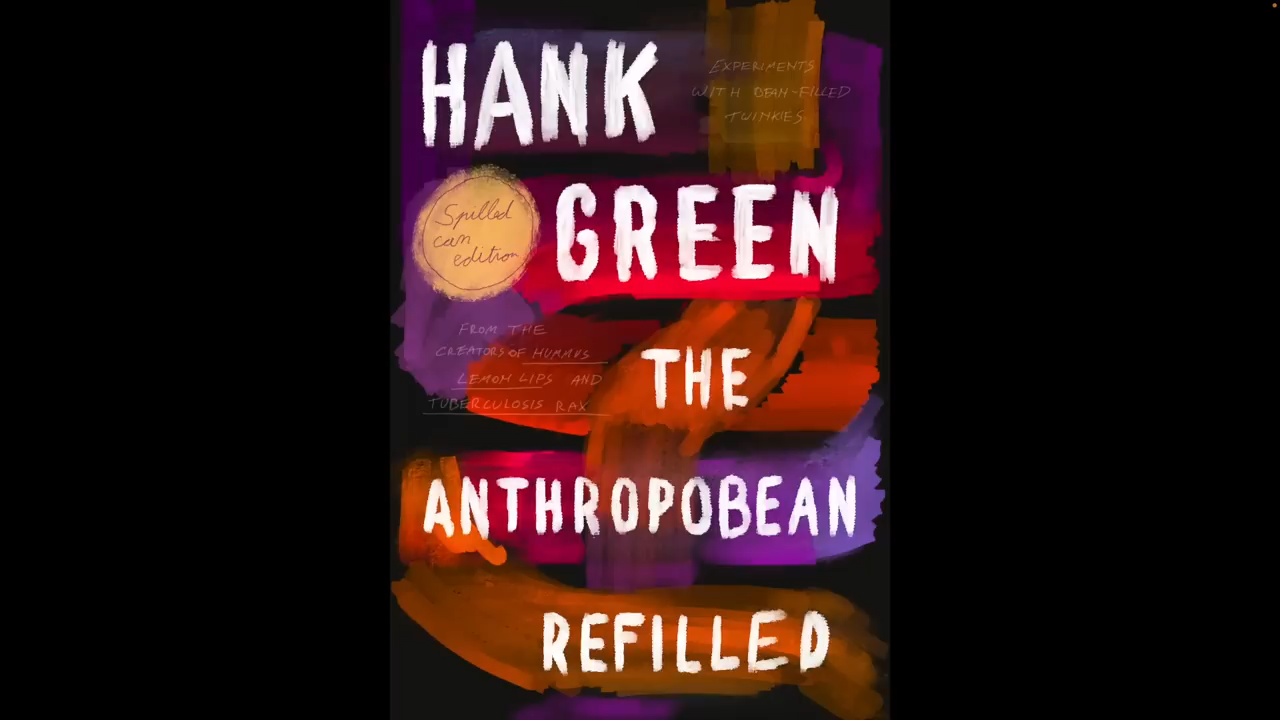 HANK
EXPERIMENTS
WITH BEAN-FILLED
TWINKIES
Spilled
can
edition
GREEN
FROM THE
CREATORS OF HUMMUS
LEMON LIPS AND
TUBERCULOSIS RAX
THE
ANTHROPOBEAN
REFILLED